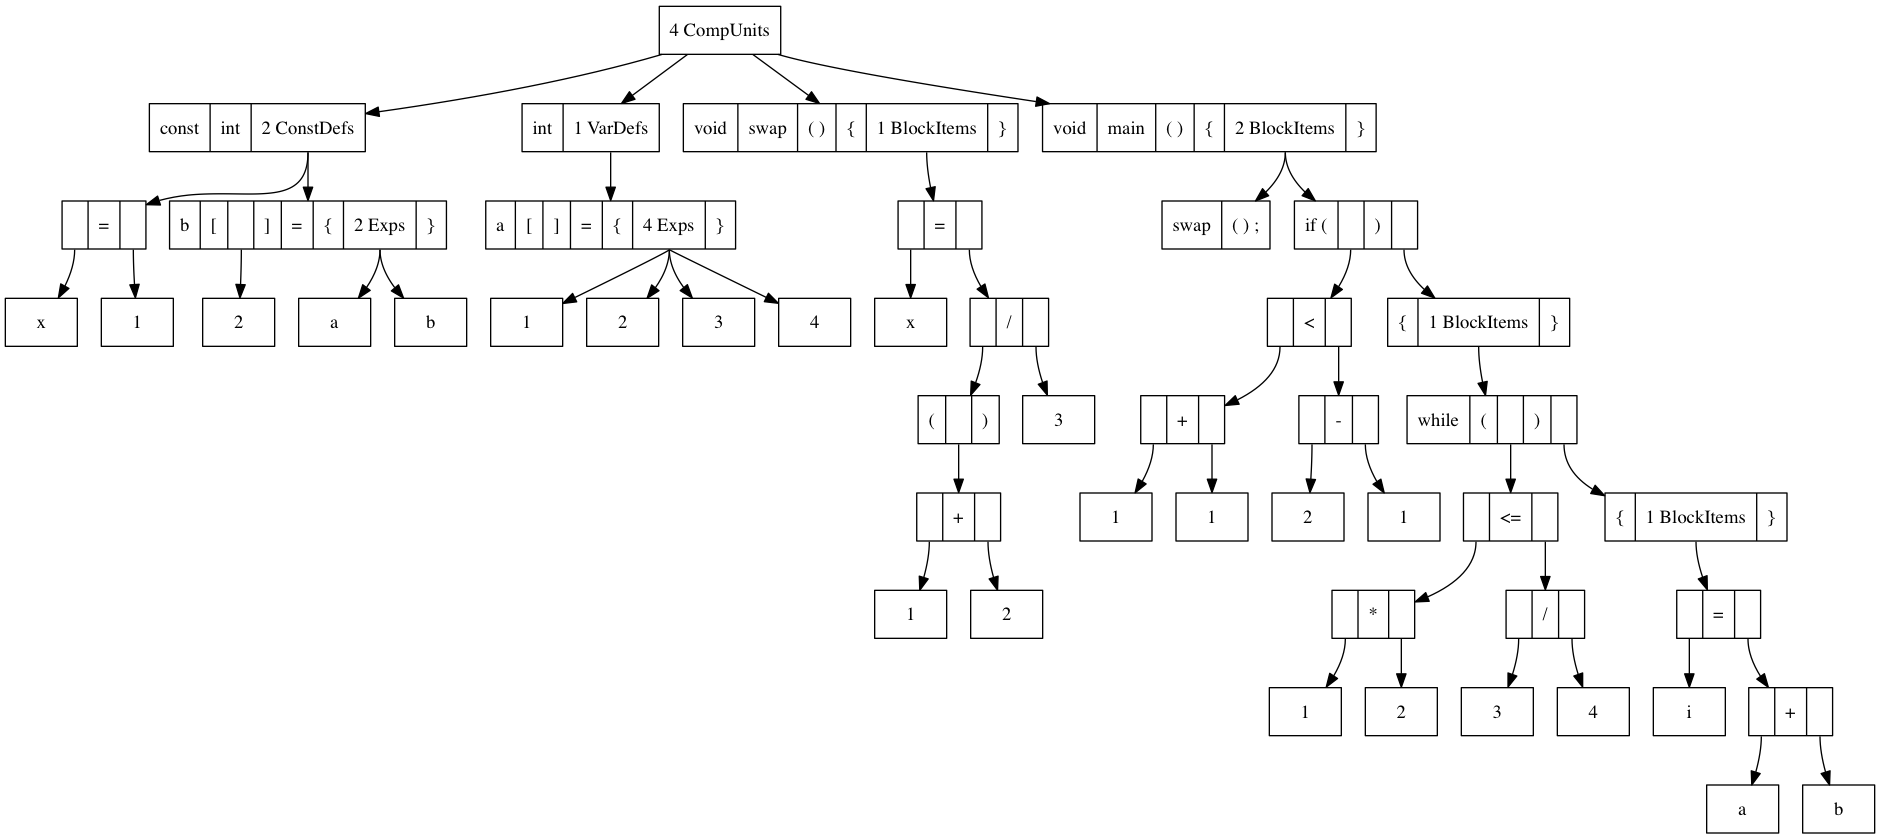 4 CompUnits
const int 2 ConstDefs int 1 VarDefs void swap ( ) { 1 BlockItems } void main ( ) { 2 BlockItems }
= b [ ] = { 2 Exps } a [ ] = { 4 Exps } = swap ( ) ; if ( )
x 1 2 a b 1 2 3 4 x / < { 1 BlockItems }
( ) 3 + - while ( )
+ 1 1 2 1 <= { 1 BlockItems }
1 2 * / =
1 2 3 4 i +
a b